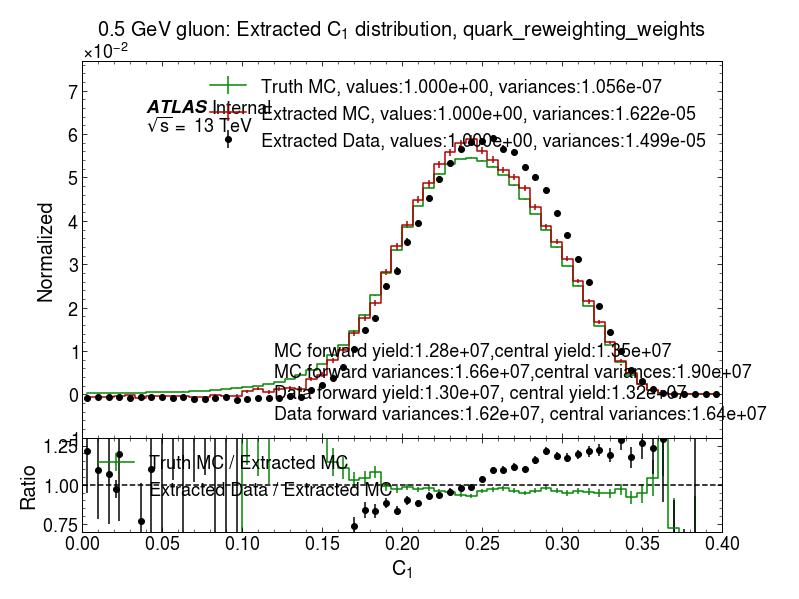 0.5 GeV gluon: Extracted C₁ distribution, quark_reweighting_weights
×10⁻²
Truth MC, values:1.000e+00, variances:1.056e-07
ATLAS Internal
Extracted MC, values:1.000e+00, variances:1.622e-05
√s = 13 TeV
Extracted Data, values:1.000e+00, variances:1.499e-05
Normalized
7
6
5
4
3
2
1
0
-1
MC forward yield:1.28e+07,central yield:1.35e+07
MC forward variances:1.66e+07,central variances:1.90e+07
Data forward yield:1.30e+07, central yield:1.32e+07
Data forward variances:1.62e+07, central variances:1.64e+07
Ratio
1.25
1.00
0.75
Truth MC / Extracted MC
Extracted Data / Extracted MC
0.00 0.05 0.10 0.15 0.20 0.25 0.30 0.35 0.40
C₁